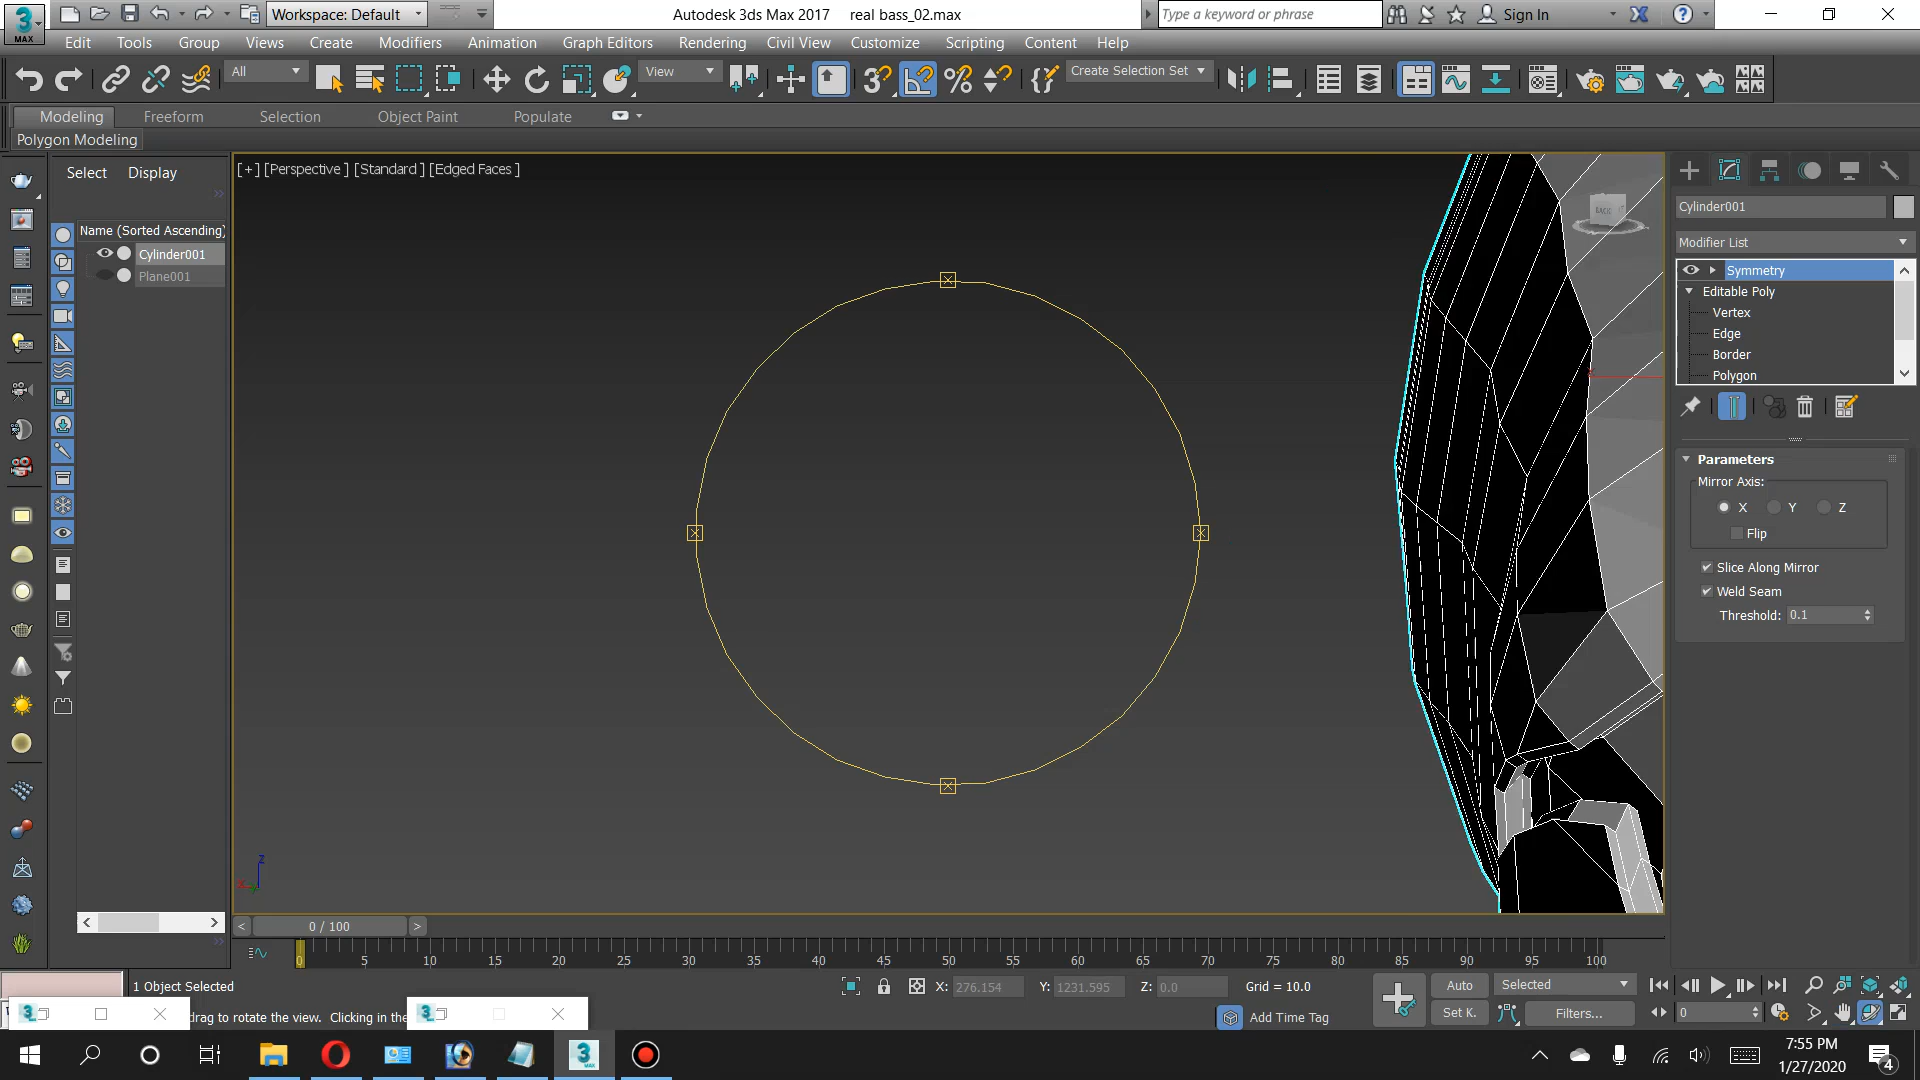 Workspace: Default
Autodesk 3ds Max 2017    real bass_02.max
Type a keyword or phrase
Sign In
MAX
Edit Tools Group Views Create Modifiers Animation Graph Editors Rendering Civil View Customize Scripting Content Help
All
View
Create Selection Set
Modeling Freeform Selection Object Paint Populate
Polygon Modeling
Select Display
[+] [Perspective ] [Standard ] [Edged Faces ]
Name (Sorted Ascending)
Cylinder001
Plane001
BACK
Cylinder001
Modifier List
Symmetry
Editable Poly
Vertex
Edge
Border
Polygon
Parameters
Mirror Axis:
X Y Z
Flip
Slice Along Mirror
Weld Seam
Threshold: 0.1
x
z
0 / 100
0 5 10 15 20 25 30 35 40 45 50 55 60 65 70 75 80 85 90 95 100
1 Object Selected
X: 276.154 Y: 1231.595 Z: 0.0 Grid = 10.0
Auto Selected
drag to rotate the view.  Clicking in the
Add Time Tag
Set K. Filters... 0
7:55 PM
1/27/2020
4